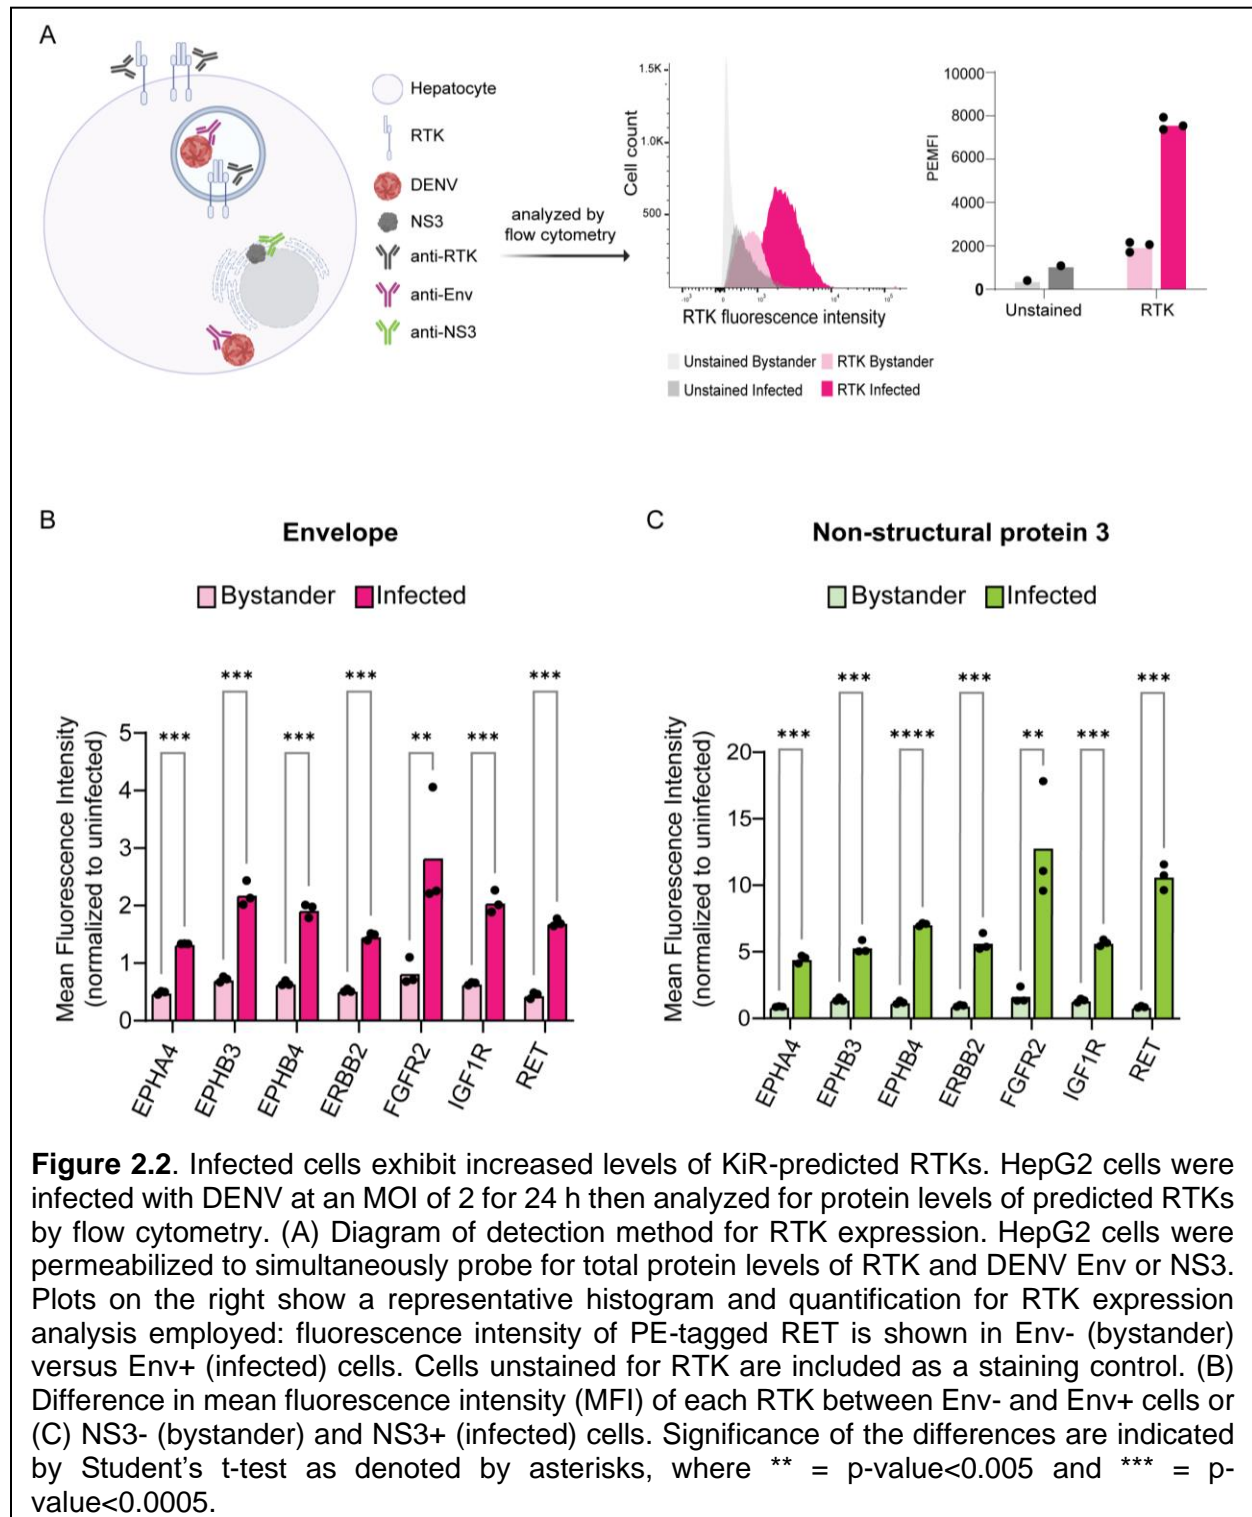 A
Hepatocyte
RTK
DENV
NS3
anti-RTK
anti-Env
anti-NS3
analyzed by
flow cytometry
Cell count
1.5K
1.0K
500
0
RTK fluorescence intensity
Unstained Bystander
RTK Bystander
Unstained Infected
RTK Infected
PEMFI
10000
8000
6000
4000
2000
0
Unstained
RTK
B
Envelope
Bystander
Infected
Mean Fluorescence Intensity
(normalized to uninfected)
5
4
3
2
1
0
***
***
***
***
**
***
***
EPHA4
EPHB3
EPHB4
ERBB2
FGFR2
IGF1R
RET
C
Non-structural protein 3
Bystander
Infected
Mean Fluorescence Intensity
(normalized to uninfected)
20
15
10
5
0
***
***
****
***
**
***
***
EPHA4
EPHB3
EPHB4
ERBB2
FGFR2
IGF1R
RET
Figure 2.2. Infected cells exhibit increased levels of KiR-predicted RTKs. HepG2 cells were
infected with DENV at an MOI of 2 for 24 h then analyzed for protein levels of predicted RTKs
by flow cytometry. (A) Diagram of detection method for RTK expression. HepG2 cells were
permeabilized to simultaneously probe for total protein levels of RTK and DENV Env or NS3.
Plots on the right show a representative histogram and quantification for RTK expression
analysis employed: fluorescence intensity of PE-tagged RET is shown in Env- (bystander)
versus Env+ (infected) cells. Cells unstained for RTK are included as a staining control. (B)
Difference in mean fluorescence intensity (MFI) of each RTK between Env- and Env+ cells or
(C) NS3- (bystander) and NS3+ (infected) cells. Significance of the differences are indicated
by Student's t-test as denoted by asterisks, where ** = p-value<0.005 and *** = p-
value<0.0005.